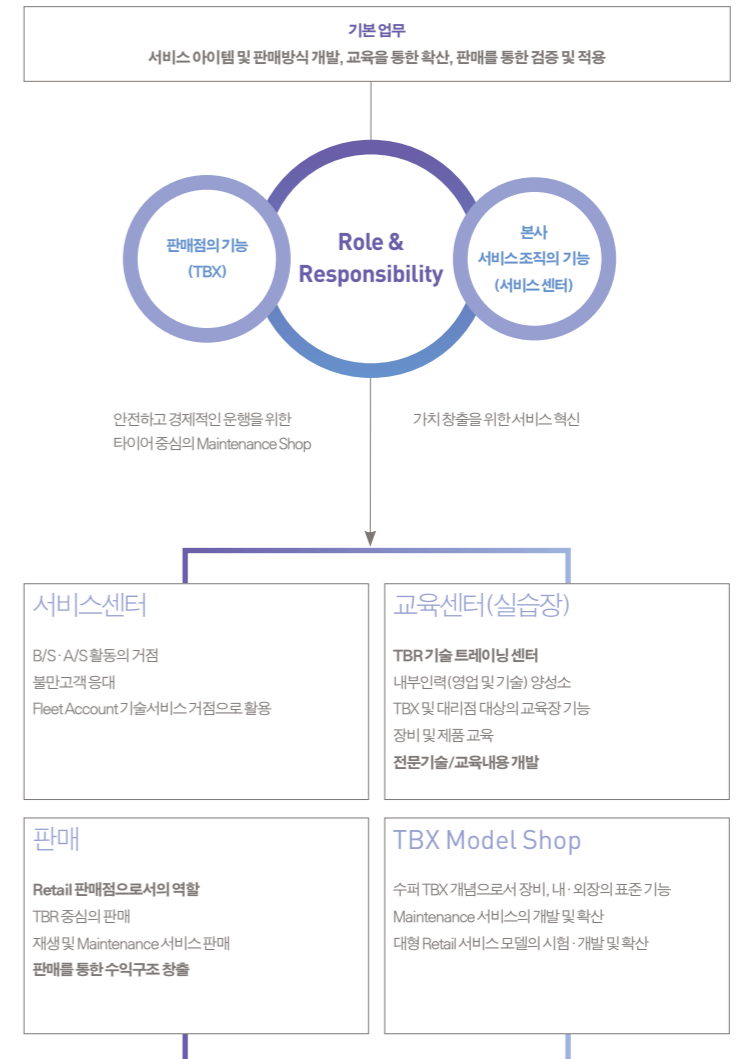 기본 업무
서비스 아이템 및 판매방식 개발, 교육을 통한 확산, 판매를 통한 검증 및 적용
판매점의 기능
(TBX)
Role &
Responsibility
본사
서비스 조직의 기능
(서비스 센터)
안전하고 경제적인 운행을 위한
타이어 중심의 Maintenance Shop
가치 창출을 위한 서비스 혁신
서비스센터
B/S · A/S 활동의 거점
불만고객 응대
Fleet Account 기술서비스 거점으로 활용
교육센터(실습장)
TBR 기술 트레이닝 센터
내부인력(영업 및 기술) 양성소
TBX 및 대리점 대상의 교육장 기능
장비 및 제품 교육
전문기술/교육내용 개발
판매
Retail 판매점으로서의 역할
TBR 중심의 판매
재생 및 Maintenance 서비스 판매
판매를 통한 수익구조 창출
TBX Model Shop
수퍼 TBX 개념으로서 장비, 내 · 외장의 표준 기능
Maintenance 서비스의 개발 및 확산
대형 Retail 서비스 모델의 시험 · 개발 및 확산